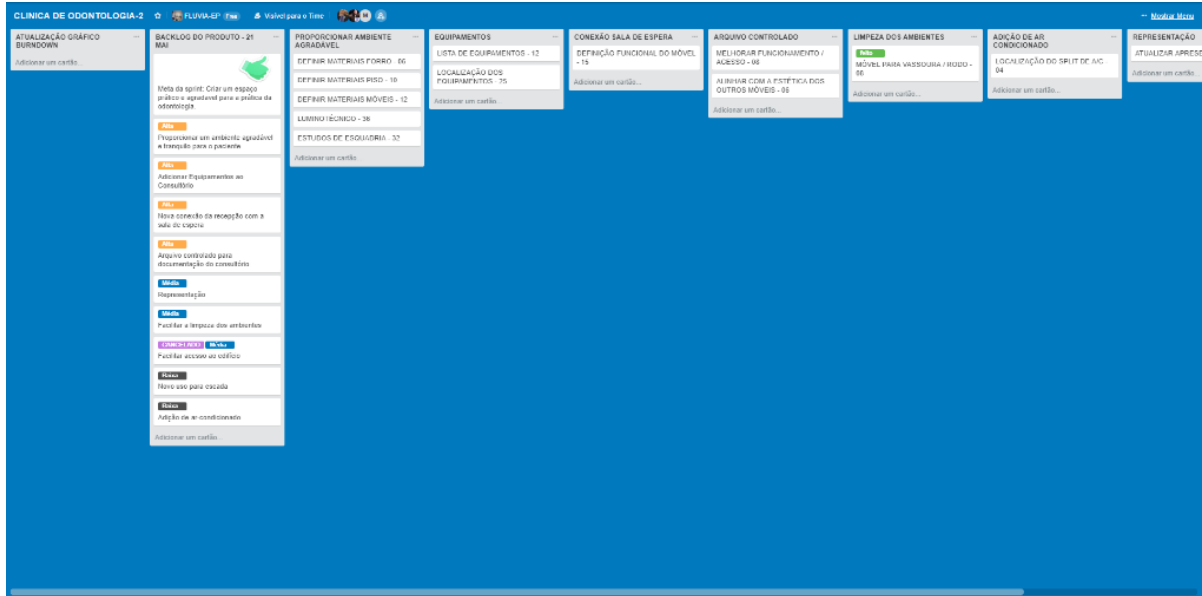 CLINICA DE ODONTOLOGIA-2
FLUVIA-EP
Free
Visível para o Time
Mostrar Menu
ATUALIZAÇÃO GRÁFICO
BURNDOWN
Adicionar um cartão...
BACKLOG DO PRODUTO - 21
MAI
Meta da sprint: Criar um espaço
prático e agradavel para a prática da
odontologia.
Alta
Proporcionar um ambiente agradável
e tranquilo para o paciente
Alta
Adicionar Equipamentos ao
Consultório
Alta
Nova conexão da recepção com a
sala de espera
Alta
Arquivo controlado para
documentação do consultório
Média
Representação
Média
Facilitar a limpeza dos ambientes
CANCELADO
Média
Facilitar acesso ao edifício
Baixa
Novo uso para escada
Baixa
Adição de ar condicionado
Adicionar um cartão...
PROPORCIONAR AMBIENTE
AGRADÁVEL
DEFINIR MATERIAIS FORRO - 06
DEFINIR MATERIAIS PISO - 10
DEFINIR MATERIAIS MÓVEIS - 12
LUMINOTÉCNICO - 36
ESTUDOS DE ESQUADRIA - 32
Adicionar um cartão...
EQUIPAMENTOS
LISTA DE EQUIPAMENTOS - 12
LOCALIZAÇÃO DOS
EQUIPAMENTOS - 25
Adicionar um cartão...
CONEXÃO SALA DE ESPERA
DEFINIÇÃO FUNCIONAL DO MÓVEL
- 15
Adicionar um cartão...
ARQUIVO CONTROLADO
MELHORAR FUNCIONAMENTO /
ACESSO - 06
ALINHAR COM A ESTÉTICA DOS
OUTROS MÓVEIS - 06
Adicionar um cartão...
LIMPEZA DOS AMBIENTES
Feito
MÓVEL PARA VASSOURA / RODO -
06
Adicionar um cartão...
ADIÇÃO DE AR
CONDICIONADO
LOCALIZAÇÃO DO SPLIT DE A/C -
04
Adicionar um cartão...
REPRESENTAÇÃO
ATUALIZAR APRESE
Adicionar um cartão...